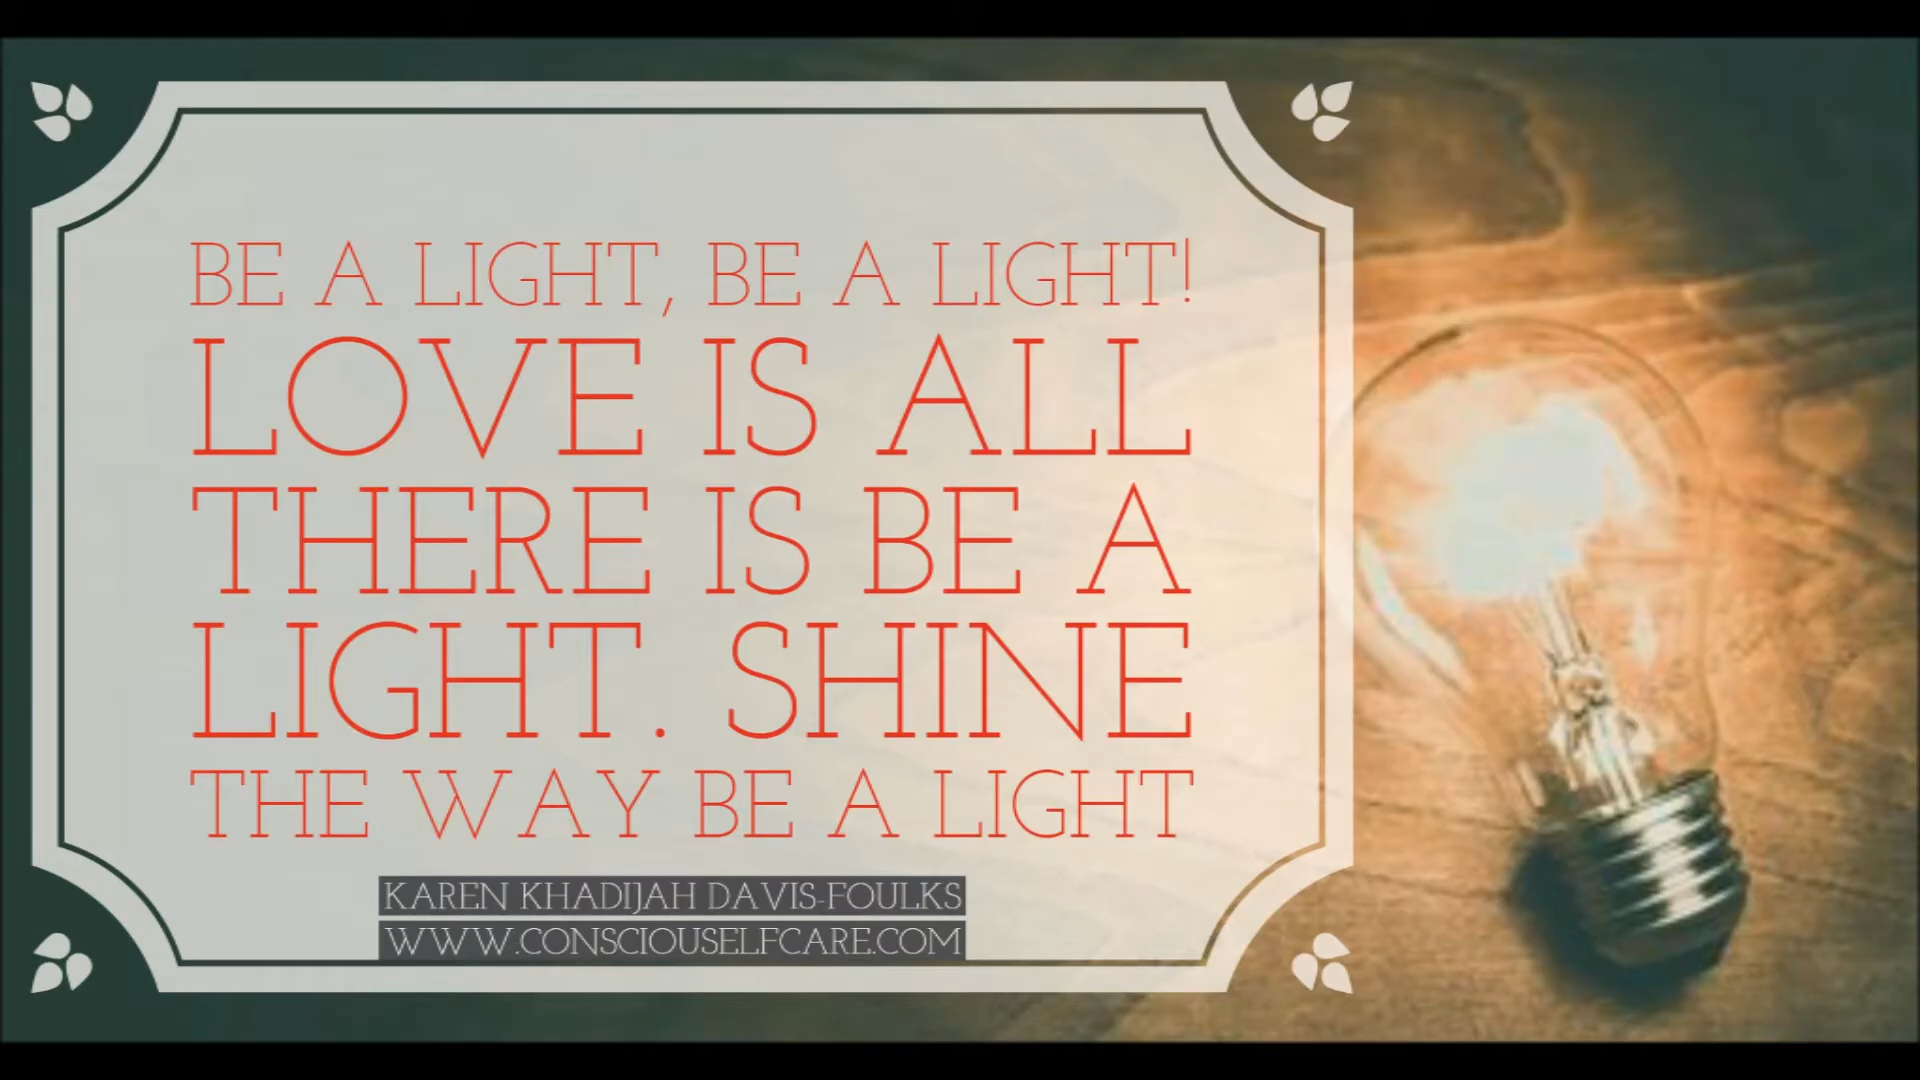 BE A LIGHT, BE A LIGHT!
LOVE IS ALL
THERE IS BE A
LIGHT. SHINE
THE WAY BE A LIGHT
KAREN KHADIJAH DAVIS-FOULKS
WWW.CONSCIOUSELFCARE.COM